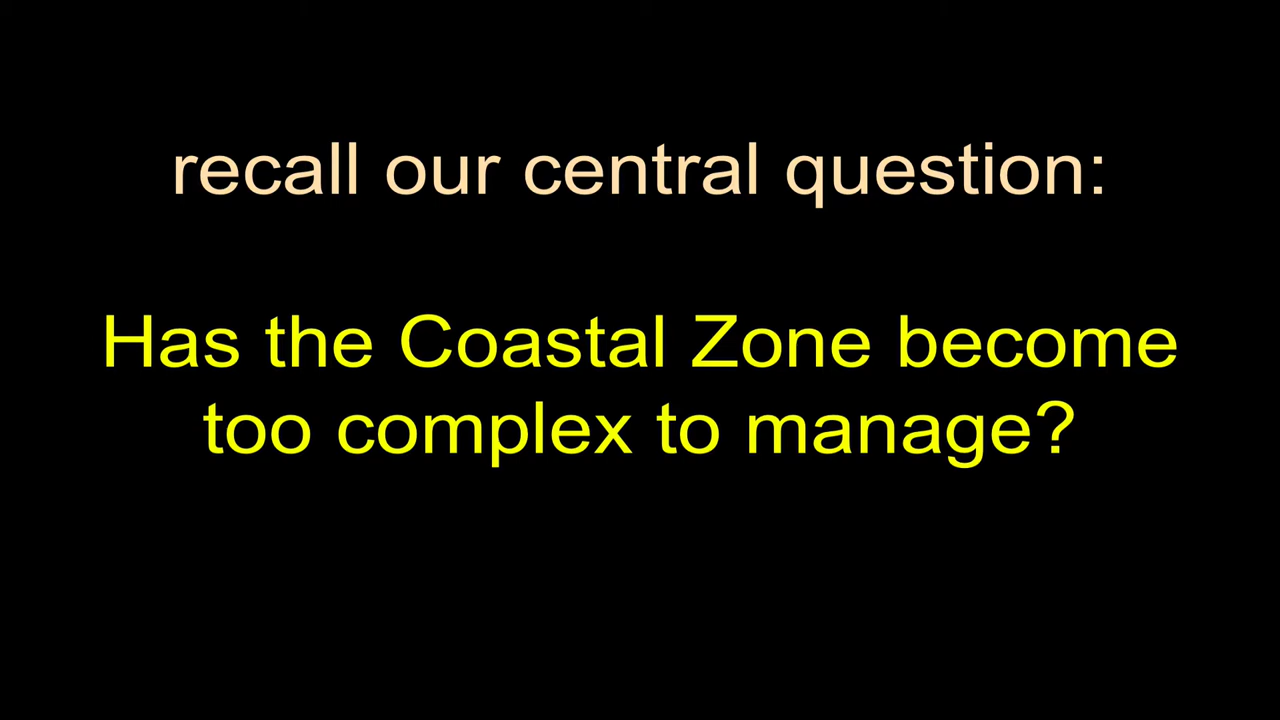 recall our central question:
Has the Coastal Zone become
too complex to manage?